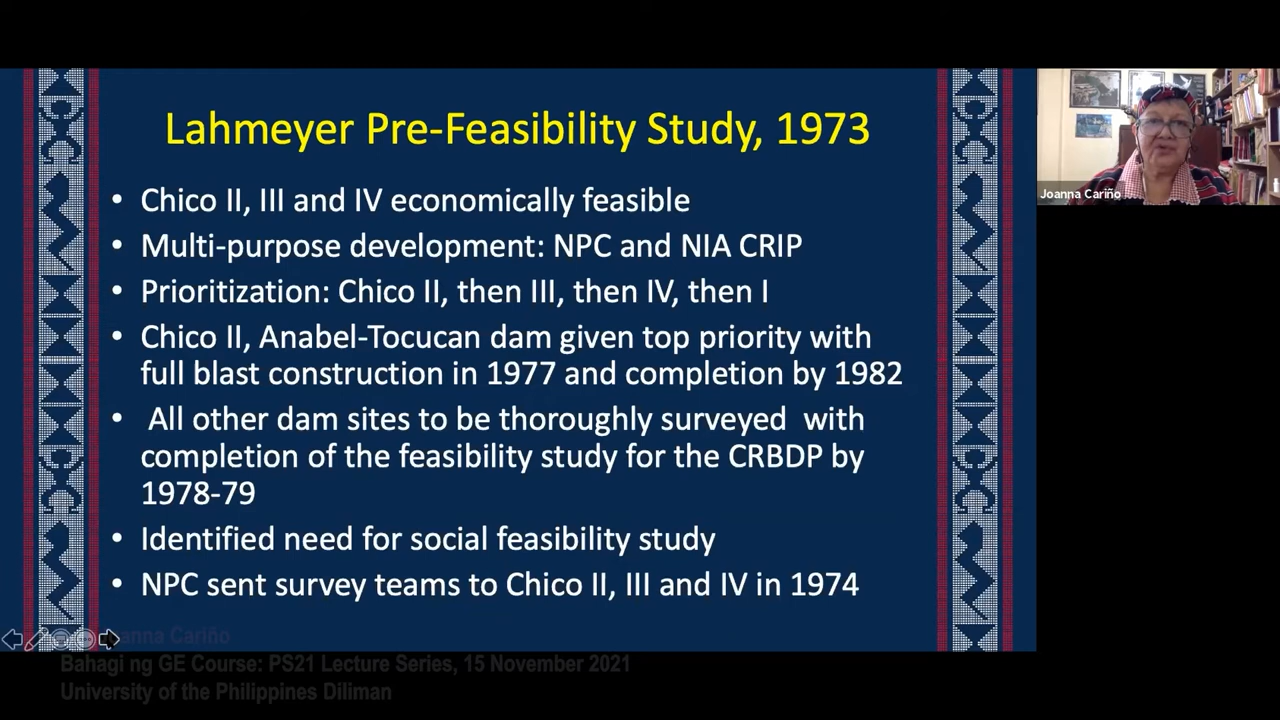 Lahmeyer Pre-Feasibility Study, 1973
• Chico II, III and IV economically feasible
• Multi-purpose development: NPC and NIA CRIP
• Prioritization: Chico II, then III, then IV, then I
• Chico II, Anabel-Tocucan dam given top priority with
full blast construction in 1977 and completion by 1982
• All other dam sites to be thoroughly surveyed with
completion of the feasibility study for the CRBDP by
1978-79
• Identified need for social feasibility study
• NPC sent survey teams to Chico II, III and IV in 1974
Joanna Cariño
Cariño
Bahagi ng GE Course: PS21 Lecture Series, 15 November 2021
University of the Philippines Diliman